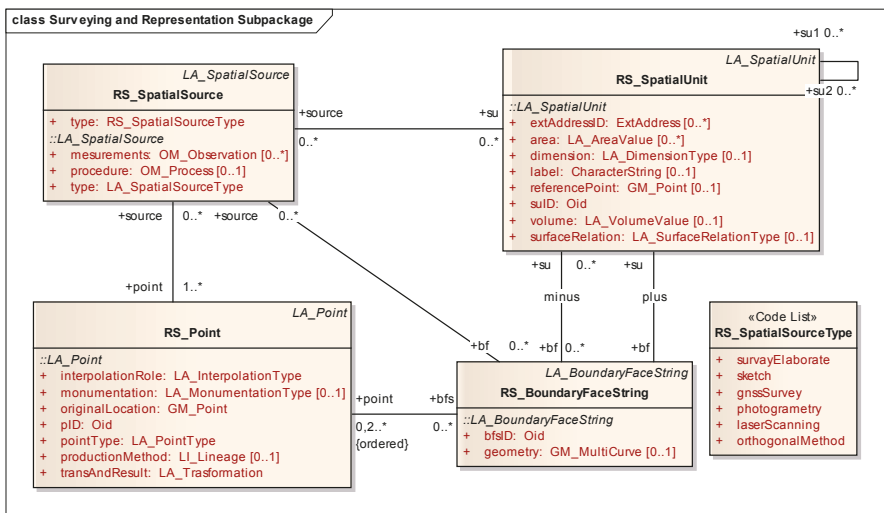 class Surveying and Representation Subpackage
LA_SpatialSource
RS_SpatialSource
+ type: RS_SpatialSourceType
::LA_SpatialSource
+ mesurements: OM_Observation [0..*]
+ procedure: OM_Process [0..1]
+ type: LA_SpatialSourceType
+source
0..*
+su
0..*
+su1 0..*
+su2 0..*
LA_SpatialUnit
RS_SpatialUnit
::LA_SpatialUnit
+ extAddressID: ExtAddress [0..*]
+ area: LA_AreaValue [0..*]
+ dimension: LA_DimensionType [0..1]
+ label: CharacterString [0..1]
+ referencePoint: GM_Point [0..1]
+ suID: Oid
+ volume: LA_VolumeValue [0..1]
+ surfaceRelation: LA_SurfaceRelationType [0..1]
+source 0..*
+source 0..*
+point 1..*
+su 0..*
+su
minus
plus
+bf 0..*
+bf 0..*
+bf
LA_Point
RS_Point
::LA_Point
+ interpolationRole: LA_InterpolationType
+ monumentation: LA_MonumentationType [0..1]
+ originalLocation: GM_Point
+ pID: Oid
+ pointType: LA_PointType
+ productionMethod: LI_Lineage [0..1]
+ transAndResult: LA_Trasformation
+point
0,2..*
{ordered}
+bfs
0..*
LA_BoundaryFaceString
RS_BoundaryFaceString
::LA_BoundaryFaceString
+ bfsID: Oid
+ geometry: GM_MultiCurve [0..1]
«Code List»
RS_SpatialSourceType
+ survayElaborate
+ sketch
+ gnssSurvey
+ photogrametry
+ laserScanning
+ orthogonalMethod